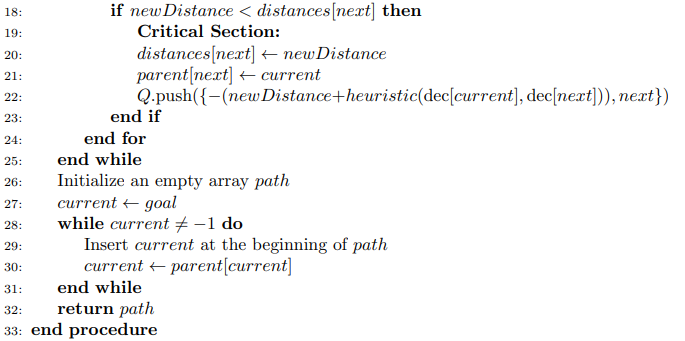 18: if newDistance < distances[next] then
19: Critical Section:
20: distances[next] ← newDistance
21: parent[next] ← current
22: Q.push({−(newDistance+heuristic(dec[current],dec[next])),next})
23: end if
24: end for
25: end while
26: Initialize an empty array path
27: current ← goal
28: while current ≠ −1 do
29: Insert current at the beginning of path
30: current ← parent[current]
31: end while
32: return path
33: end procedure